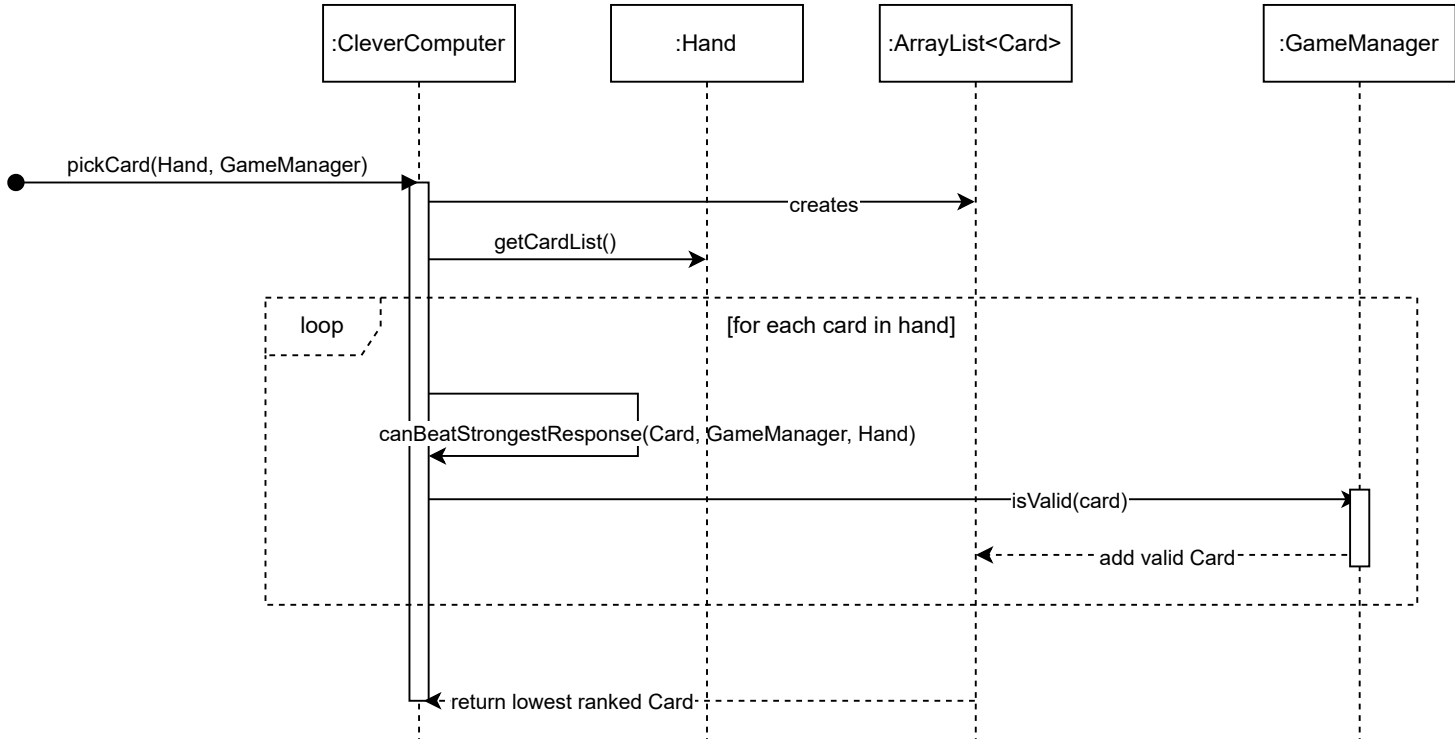 :CleverComputer
:Hand
:ArrayList<Card>
:GameManager
pickCard(Hand, GameManager)
creates
getCardList()
loop
[for each card in hand]
canBeatStrongestResponse(Card, GameManager, Hand)
isValid(card)
add valid Card
return lowest ranked Card